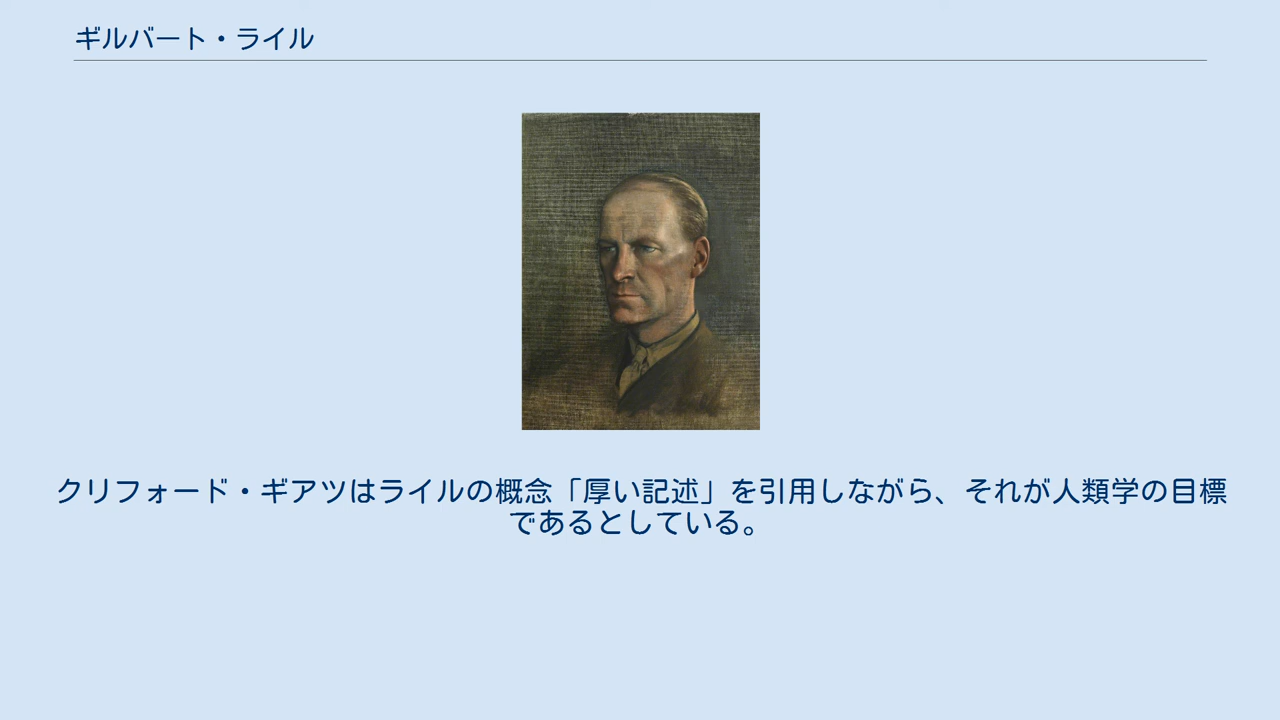 ギルバート・ライル
クリフォード・ギアツはライルの概念「厚い記述」を引用しながら、それが人類学の目標
であるとしている。